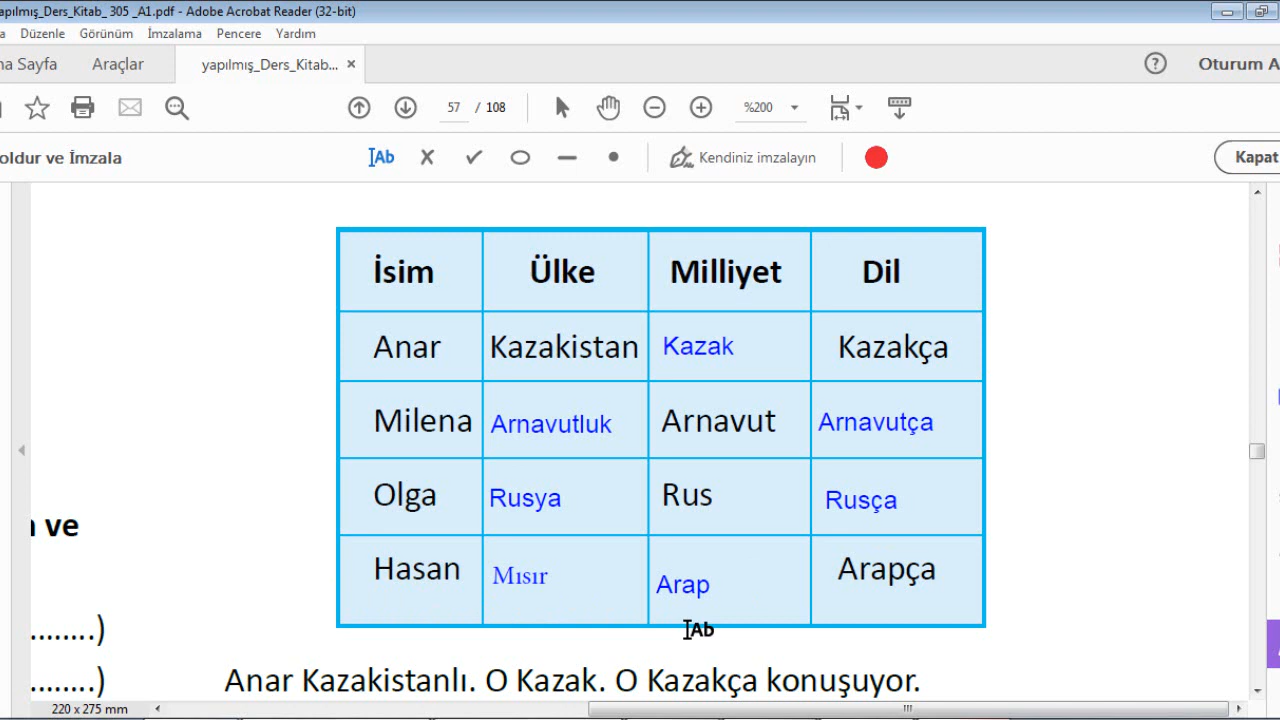 apılmış_Ders_Kitab_ 305 _A1.pdf - Adobe Acrobat Reader (32-bit)
Düzenle Görünüm İmzalama Pencere Yardım
na Sayfa Araçlar yapılmış_Ders_Kitab... × ? Oturum A
57 / 108 %200
oldur ve İmzala Ab Kendiniz imzalayın Kapat
İsim Ülke Milliyet Dil
Anar Kazakistan Kazak Kazakça
Milena Arnavutluk Arnavut Arnavutça
Olga Rusya Rus Rusça
ve
Hasan Mısır Arap Arapça
.........) Ab
.........) Anar Kazakistanlı. O Kazak. O Kazakça konuşuyor.
220 x 275 mm